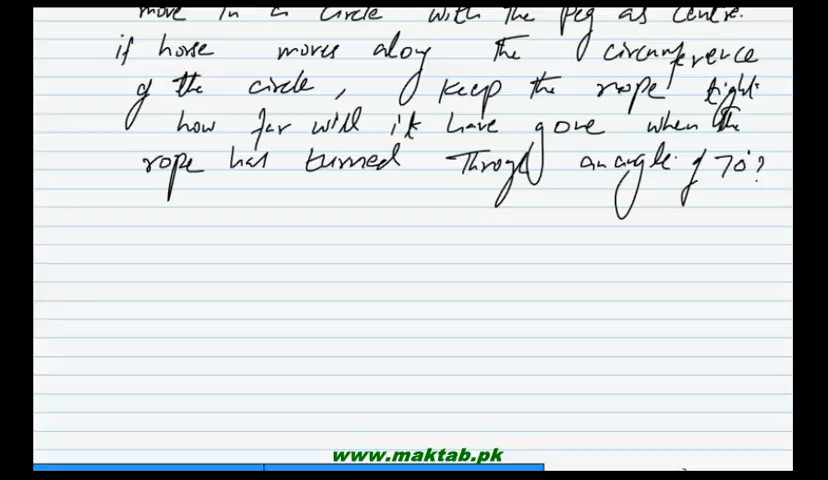 move in a circle with the peg as centre.
if horse moves along the circumference
of the circle, keep the rope tight.
how far will it have gone when the
rope has turned Through an angle of 70°?
www.maktab.pk